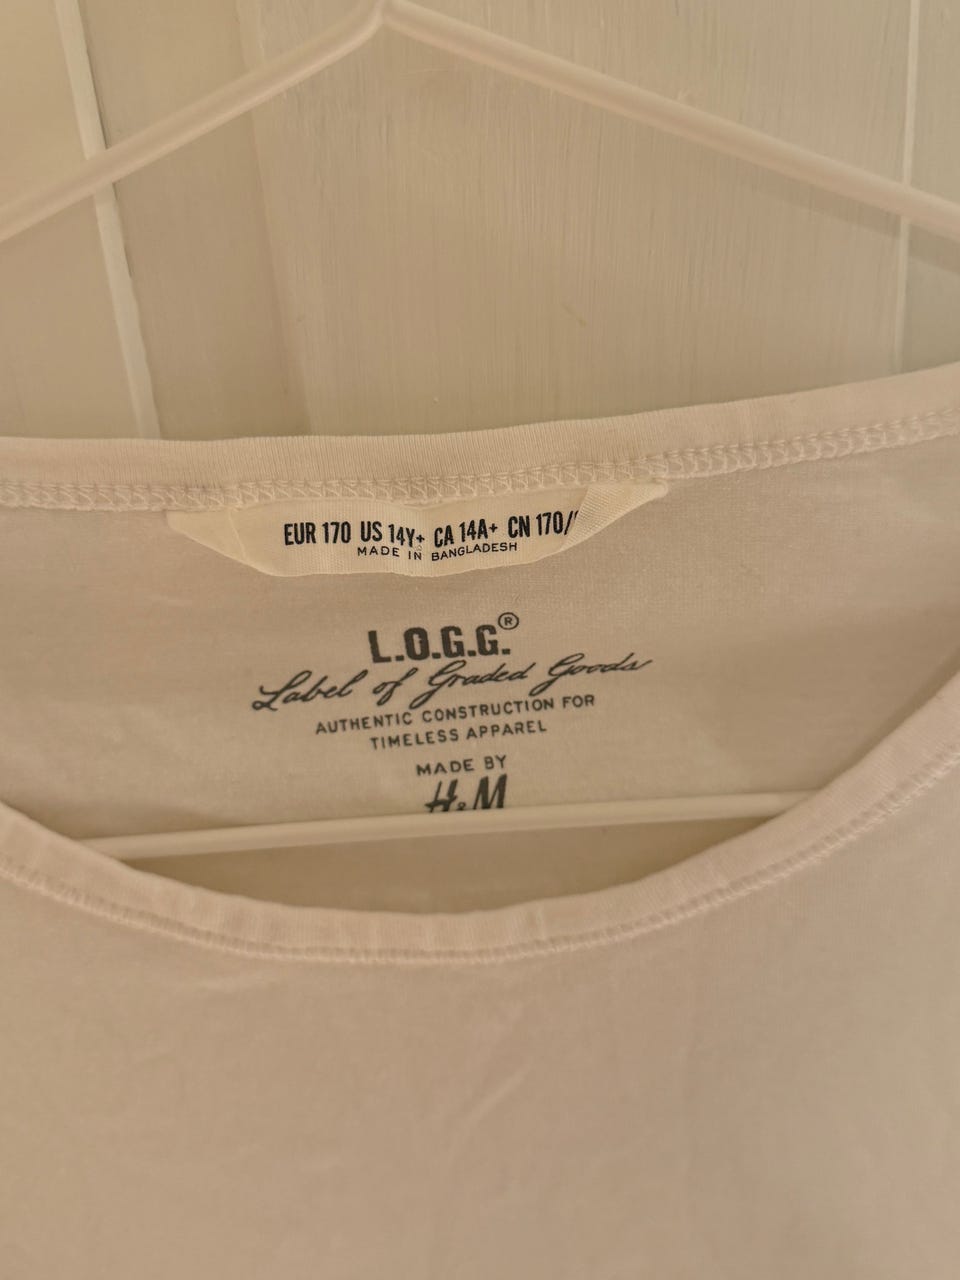 EUR 170 US 14Y+ CA 14A+ CN 170/
MADE IN BANGLADESH
L.O.G.G.®
Label of Graded Goods
AUTHENTIC CONSTRUCTION FOR
TIMELESS APPAREL
MADE BY
H&M